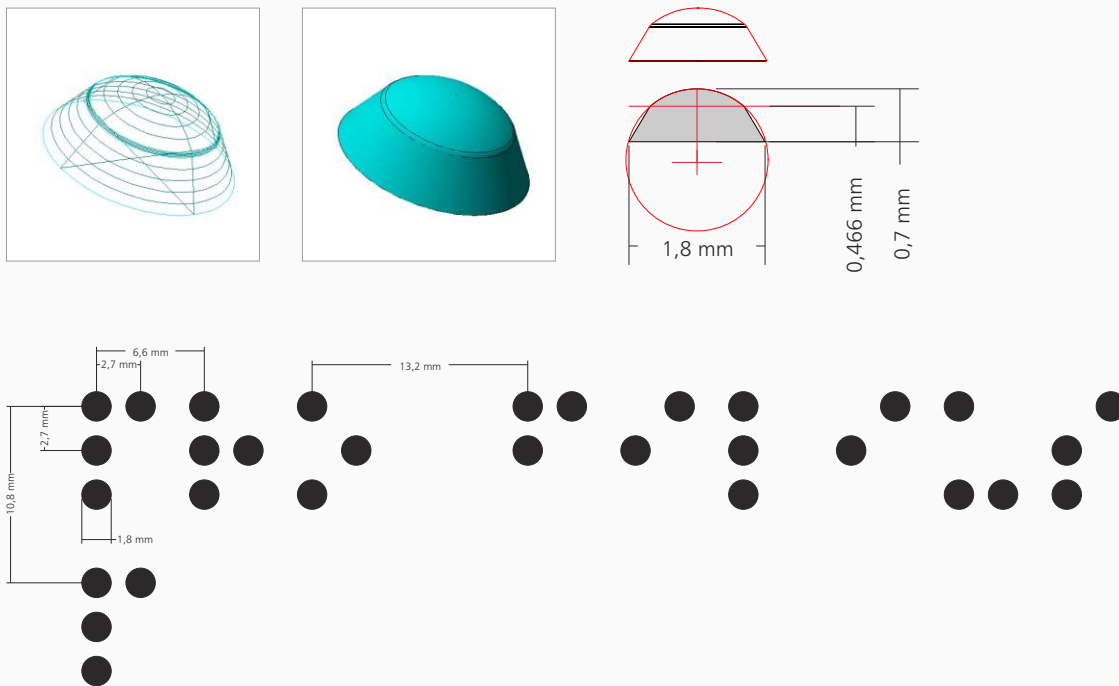 1,8 mm
0,466 mm
0,7 mm
6,6 mm
2,7 mm
13,2 mm
2,7 mm
10,8 mm
1,8 mm
⠏⠗⠕ ⠋⠊⠇⠊⠥⠎
⠏